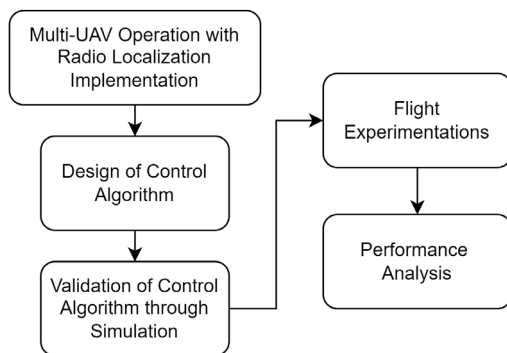 Multi-UAV Operation with
Radio Localization
Implementation
Design of Control
Algorithm
Validation of Control
Algorithm through
Simulation
Flight
Experimentations
Performance
Analysis